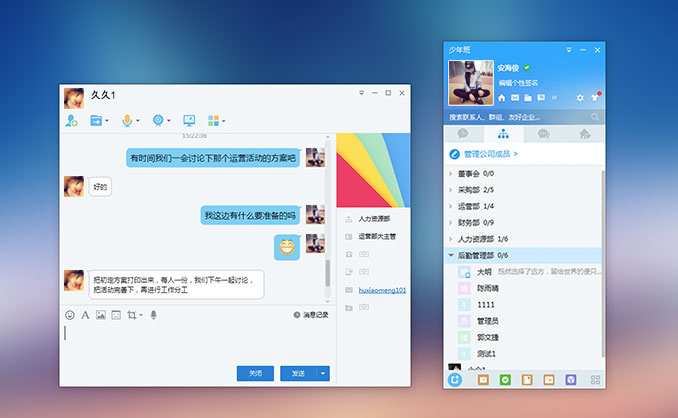 久久1
15:22:36
有时间我们一会讨论下那个运营活动的方案吧
好的
我这边有什么要准备的吗
把初定方案打印出来，每人一份，我们下午一起讨论，
把活动完善下，再进行工作分工
消息记录
关闭
发送
人力资源部
运营部大主管
huxiaomeng101
少年班
安海俊
编辑个性签名
搜索联系人、群组、友好企业...
管理公司成员 >
董事会 0/0
采购部 2/5
运营部 1/4
财务部 0/9
人力资源部 1/6
后勤管理部 0/6
大明 既然选择了远方，留给世界的便只...
陈雨晴
1111
管理员
郭文捷
测试1